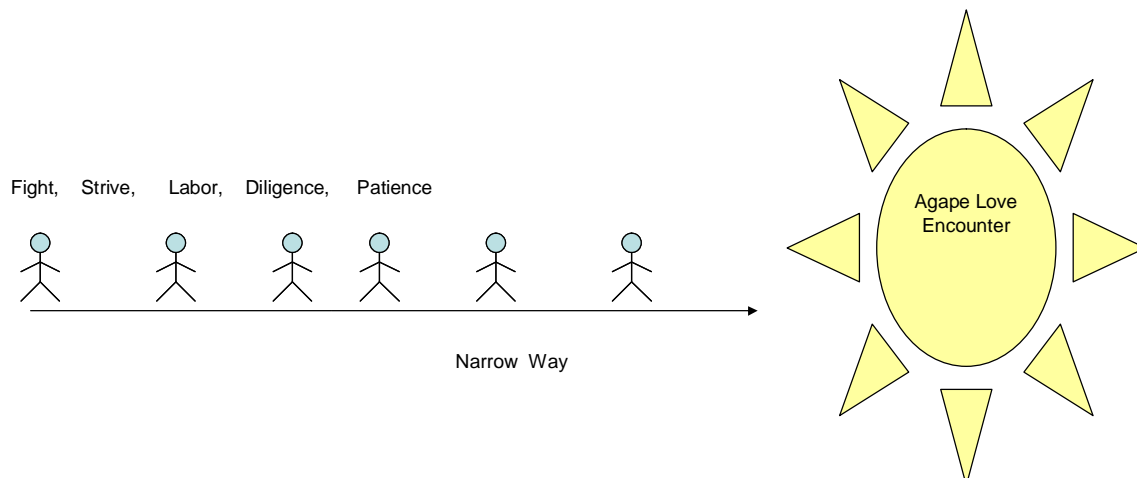 Fight, Strive, Labor, Diligence, Patience
Agape Love
Encounter
Narrow Way